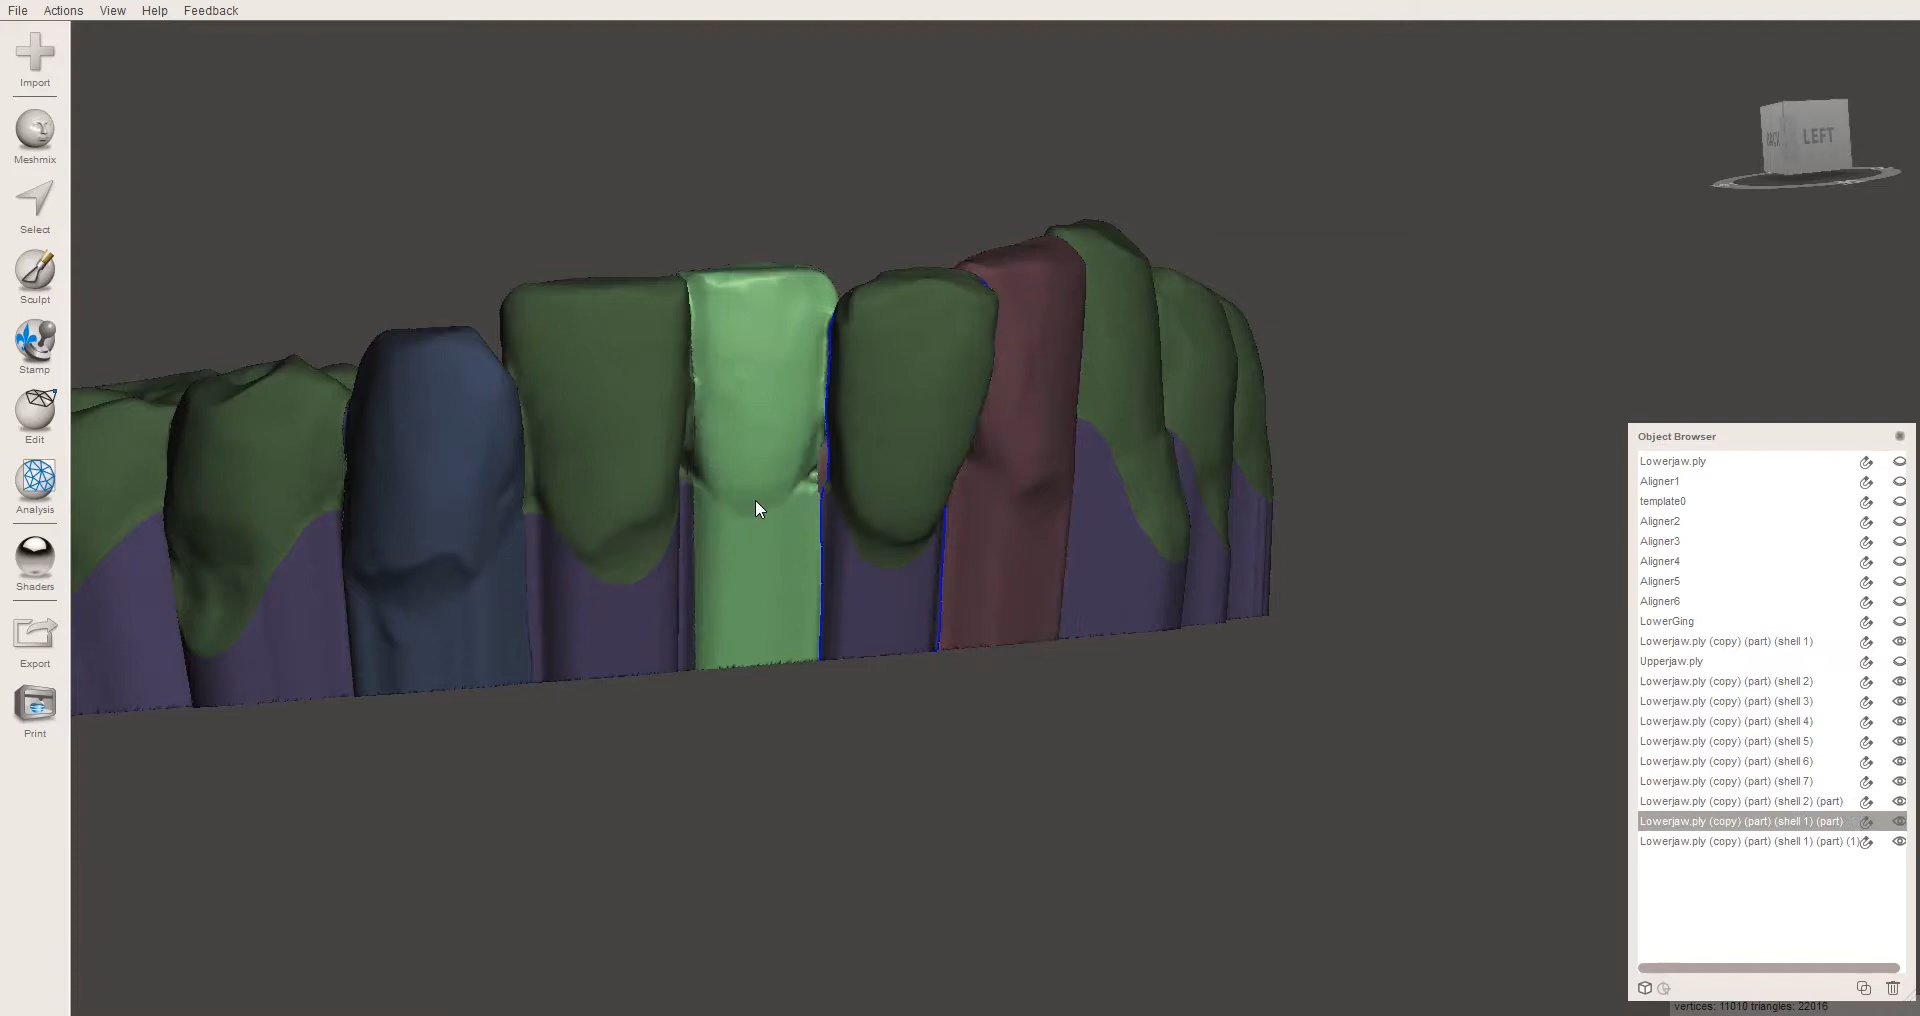 File Actions View Help Feedback
Import
Meshmix
Select
Sculpt
Stamp
Edit
Analysis
Shaders
Export
Print
BACK LEFT
Object Browser
Lowerjaw.ply
Aligner1
template0
Aligner2
Aligner3
Aligner4
Aligner5
Aligner6
LowerGing
Lowerjaw.ply (copy) (part) (shell 1)
Upperjaw.ply
Lowerjaw.ply (copy) (part) (shell 2)
Lowerjaw.ply (copy) (part) (shell 3)
Lowerjaw.ply (copy) (part) (shell 4)
Lowerjaw.ply (copy) (part) (shell 5)
Lowerjaw.ply (copy) (part) (shell 6)
Lowerjaw.ply (copy) (part) (shell 7)
Lowerjaw.ply (copy) (part) (shell 2) (part)
Lowerjaw.ply (copy) (part) (shell 1) (part)
Lowerjaw.ply (copy) (part) (shell 1) (part) (1)
vertices: 11010 triangles: 22016